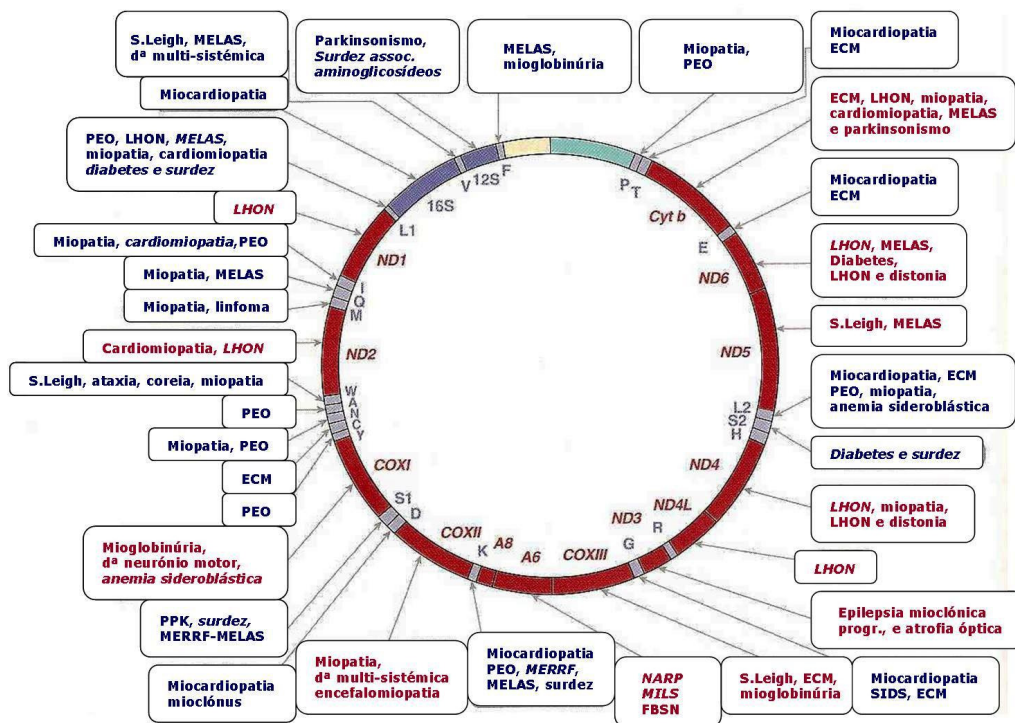 S.Leigh, MELAS,
dª multi-sistémica
Parkinsonismo,
Surdez assoc.
aminoglicosídeos
MELAS,
mioglobinúria
Miopatia,
PEO
Miocardiopatia
ECM
Miocardiopatia
ECM, LHON, miopatia,
cardiomiopatia, MELAS
e parkinsonismo
PEO, LHON, MELAS,
miopatia, cardiomiopatia
diabetes e surdez
Miocardiopatia
ECM
LHON
Miopatia, cardiomiopatia,PEO
LHON, MELAS,
Diabetes,
LHON e distonia
Miopatia, MELAS
Miopatia, linfoma
S.Leigh, MELAS
Cardiomiopatia, LHON
S.Leigh, ataxia, coreia, miopatia
Miocardiopatia, ECM
PEO, miopatia,
anemia sideroblástica
PEO
Miopatia, PEO
Diabetes e surdez
ECM
PEO
LHON, miopatia,
LHON e distonia
Mioglobinúria,
dª neurónio motor,
anemia sideroblástica
LHON
PPK, surdez,
MERRF-MELAS
Epilepsia mioclónica
progr., e atrofia óptica
Miocardiopatia
mioclónus
Miopatia,
dª multi-sistémica
encefalomiopatia
Miocardiopatia
PEO, MERRF,
MELAS, surdez
NARP
MILS
FBSN
S.Leigh, ECM,
mioglobinúria
Miocardiopatia
SIDS, ECM
F
12S
V
16S
L1
ND1
I
Q
M
ND2
W
A
N
C
Y
COXI
S1
D
COXII
K
A8
A6
COXIII
G
ND3
R
ND4L
ND4
H
S2
L2
ND5
ND6
E
Cyt b
T
P